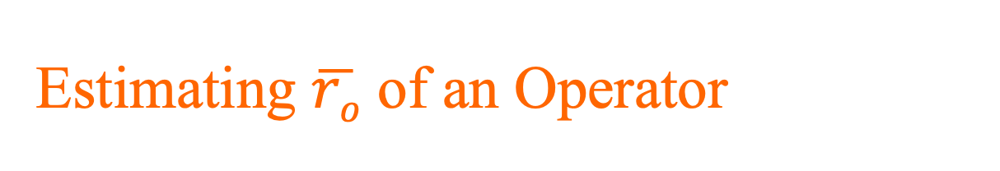 Estimating r̅ₒ of an Operator